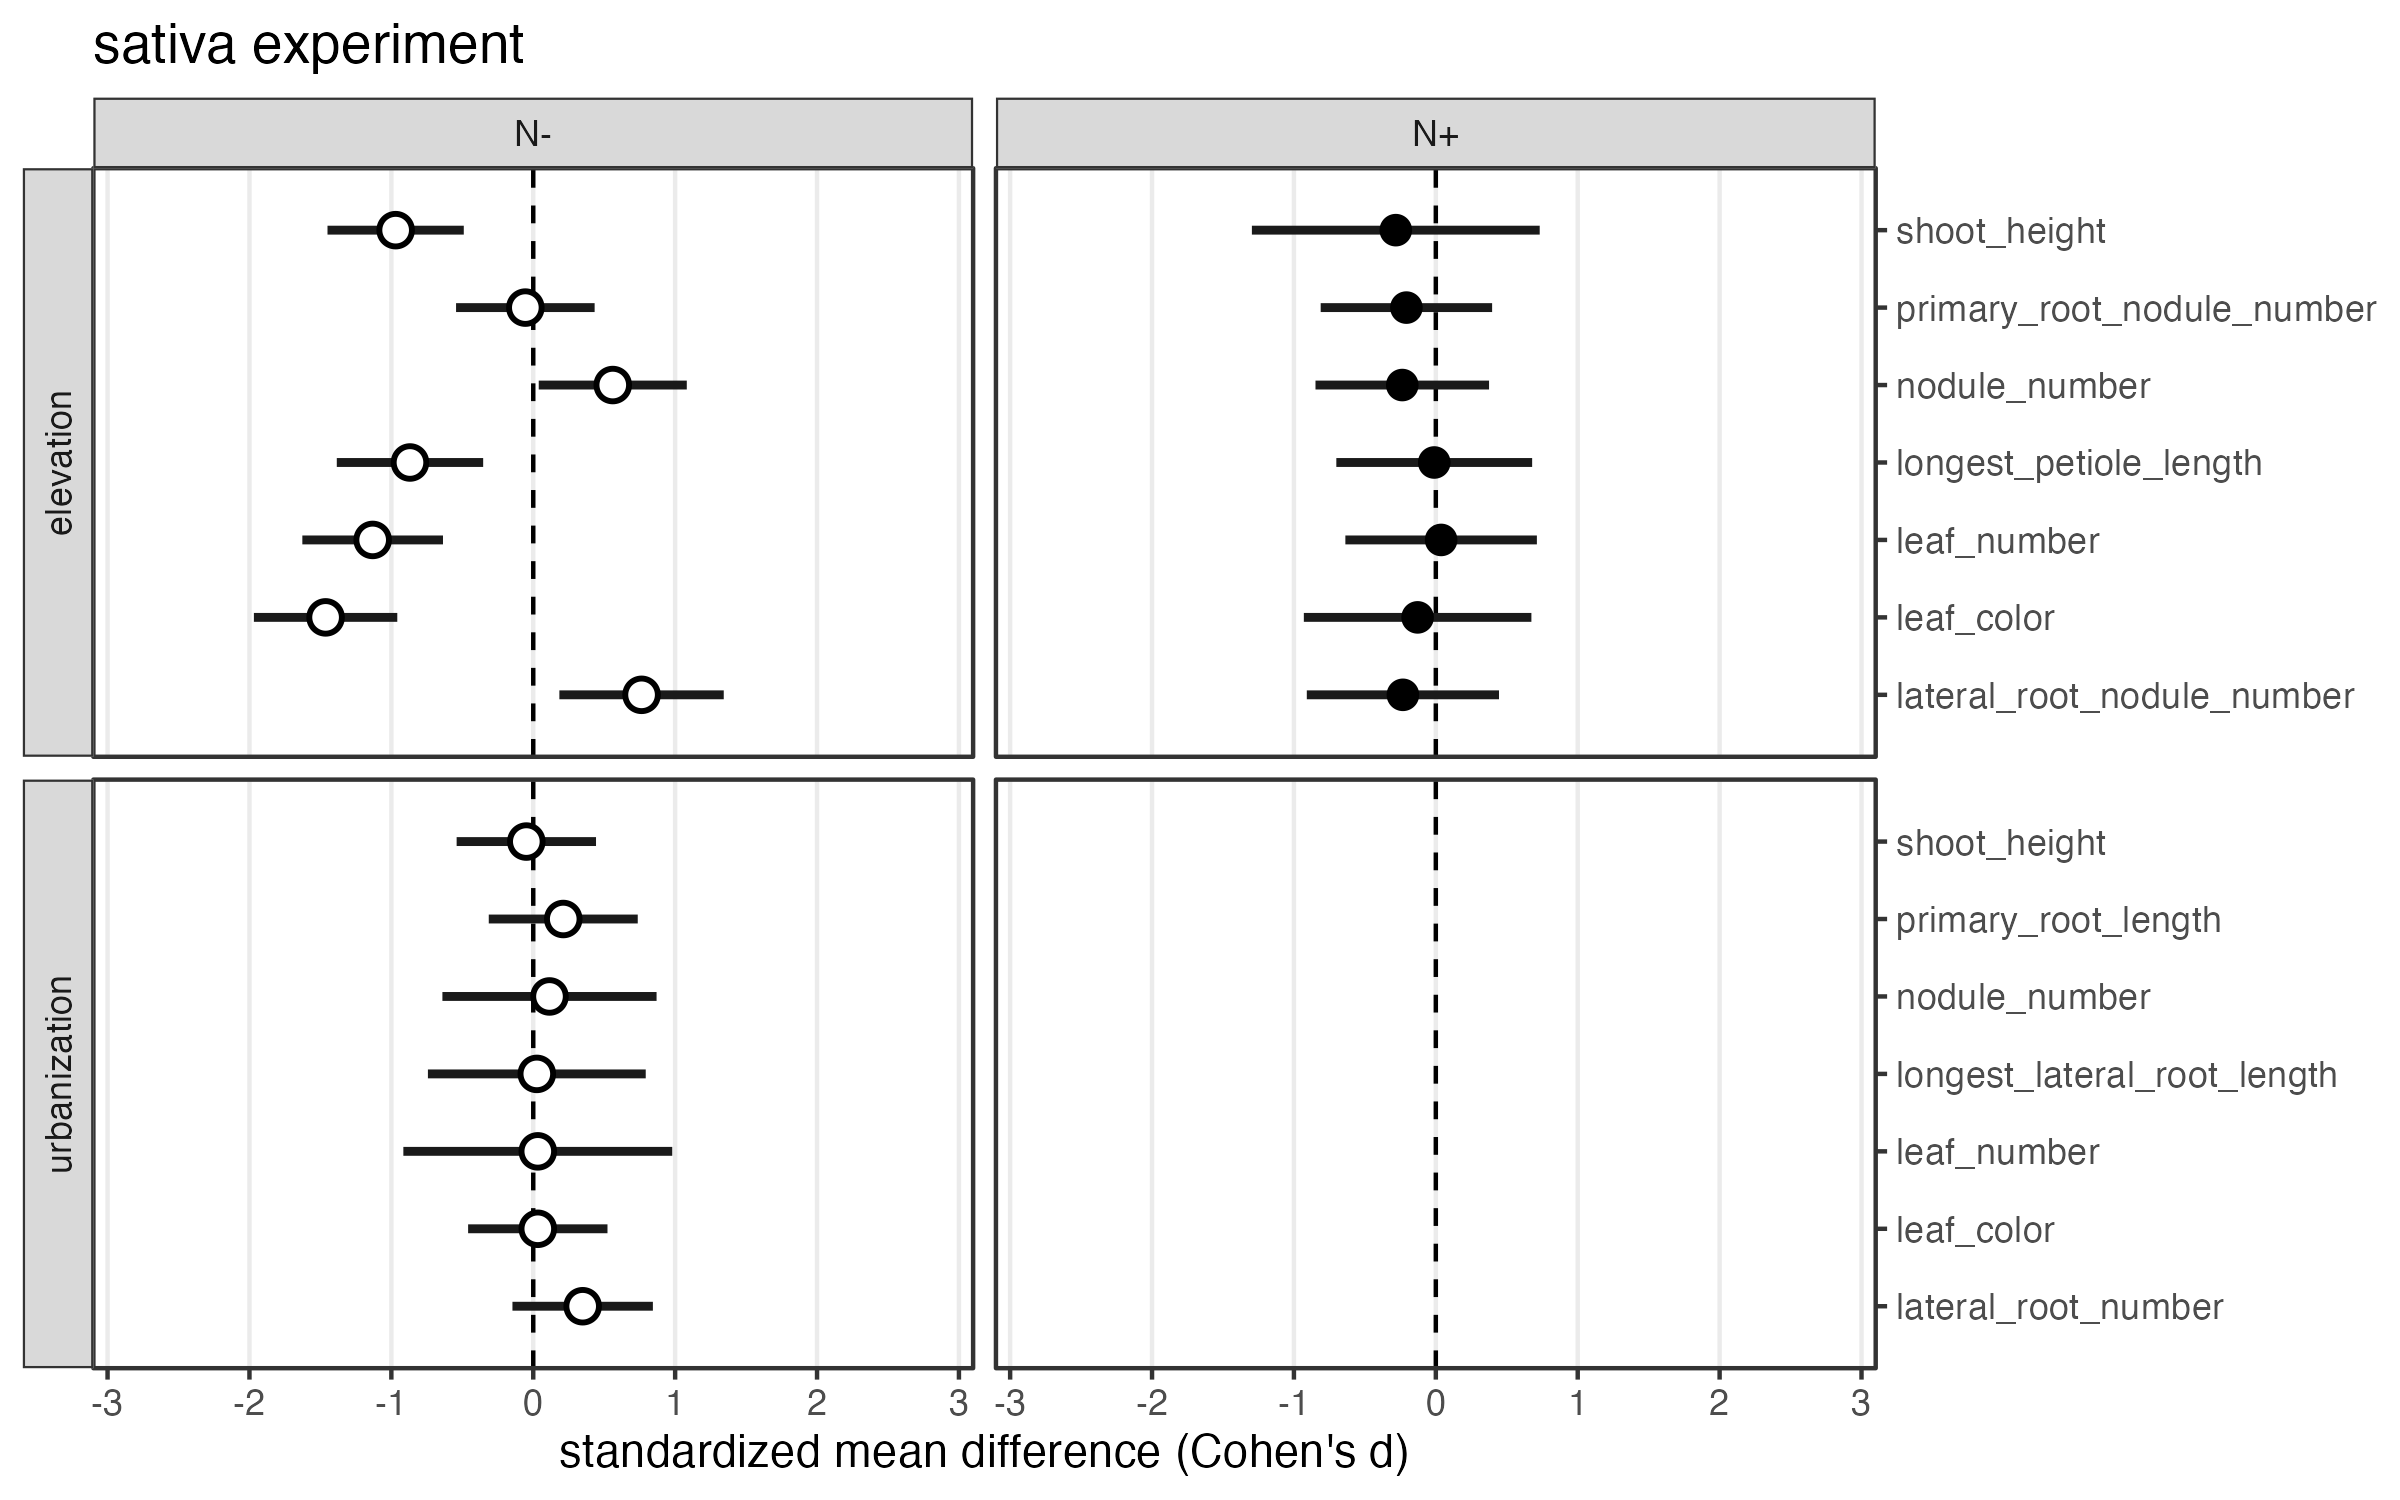 sativa experiment
N-
N+
elevation
shoot_height
primary_root_nodule_number
nodule_number
longest_petiole_length
leaf_number
leaf_color
lateral_root_nodule_number
urbanization
shoot_height
primary_root_length
nodule_number
longest_lateral_root_length
leaf_number
leaf_color
lateral_root_number
-3 -2 -1 0 1 2 3
-3 -2 -1 0 1 2 3
standardized mean difference (Cohen's d)